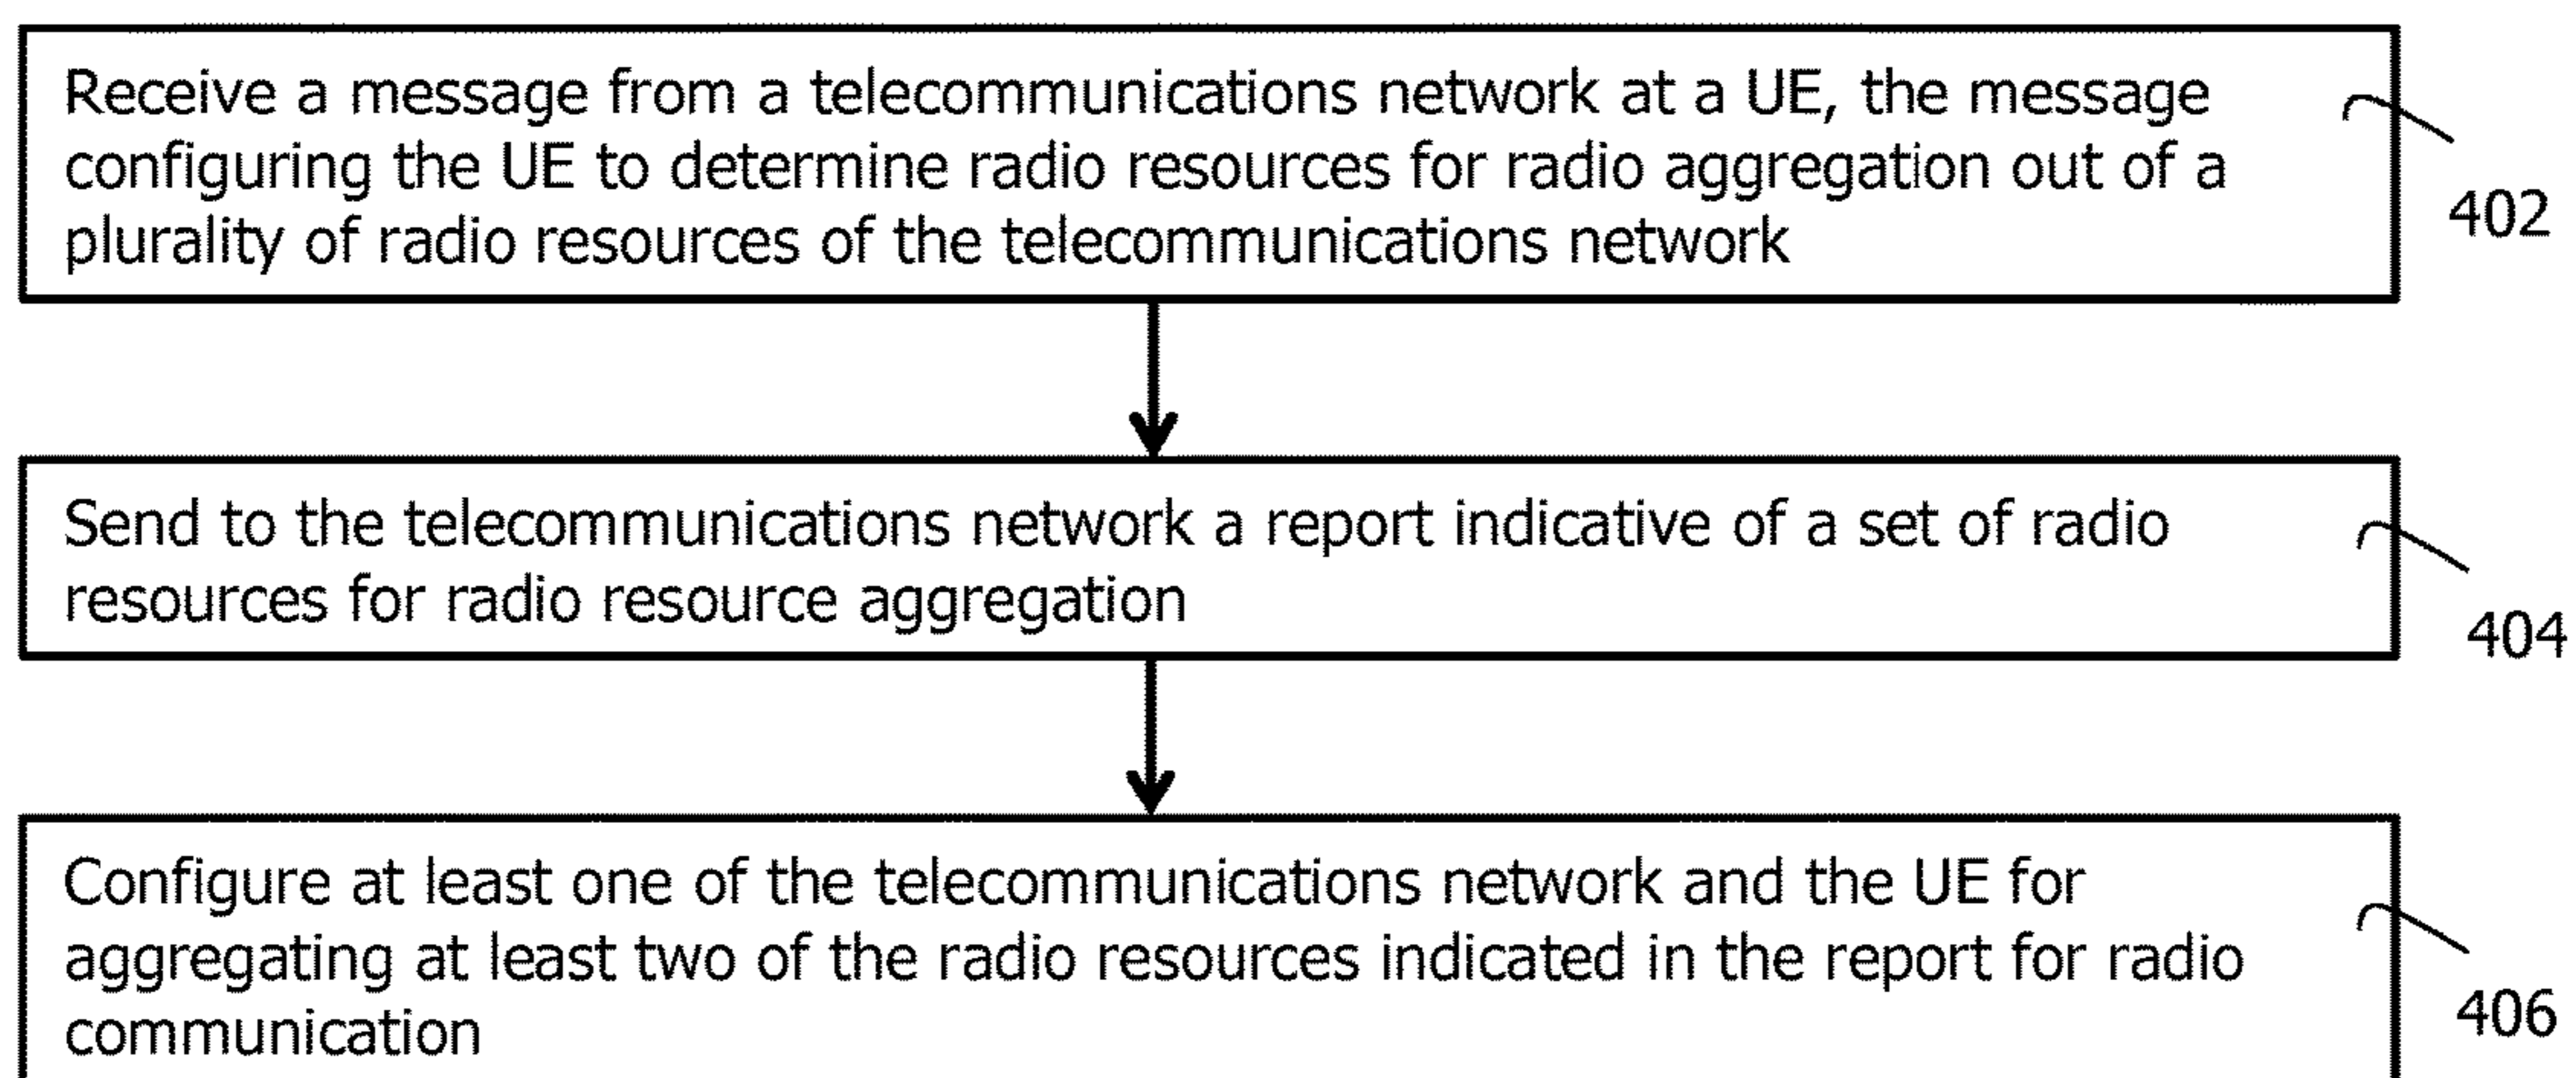 Receive a message from a telecommunications network at a UE, the message
configuring the UE to determine radio resources for radio aggregation out of a
plurality of radio resources of the telecommunications network
402
Send to the telecommunications network a report indicative of a set of radio
resources for radio resource aggregation
404
Configure at least one of the telecommunications network and the UE for
aggregating at least two of the radio resources indicated in the report for radio
communication
406